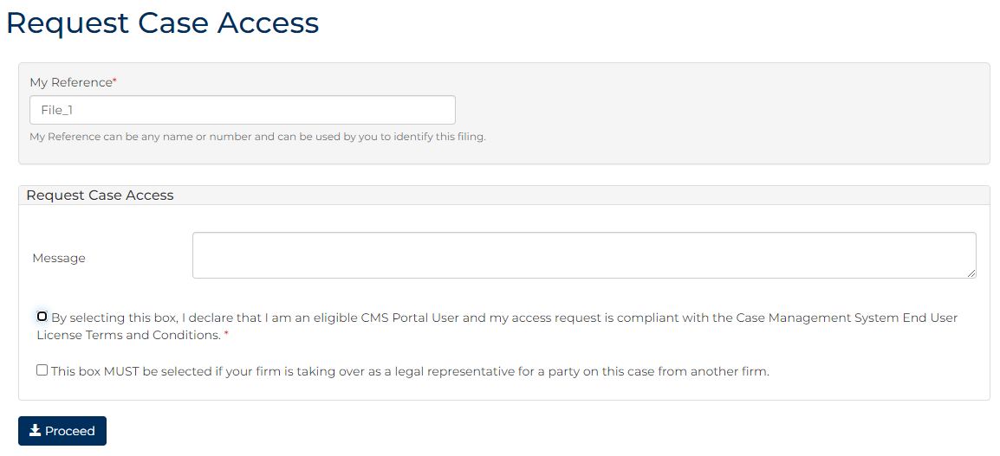 Request Case Access
My Reference*
File_1
My Reference can be any name or number and can be used by you to identify this filing.
Request Case Access
Message
By selecting this box, I declare that I am an eligible CMS Portal User and my access request is compliant with the Case Management System End User
License Terms and Conditions. *
This box MUST be selected if your firm is taking over as a legal representative for a party on this case from another firm.
Proceed